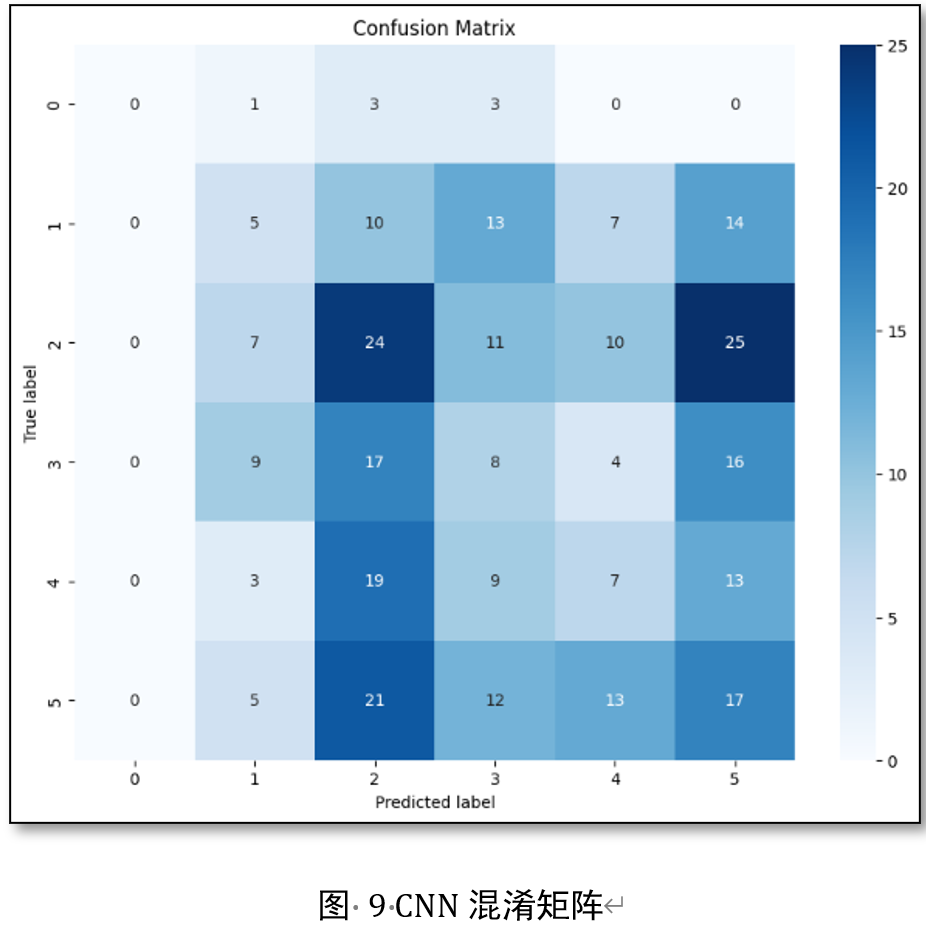 Confusion Matrix
0 0 1 3 3 0 0
1 0 5 10 13 7 14
2 0 7 24 11 10 25
3 0 9 17 8 4 16
4 0 3 19 9 7 13
5 0 5 21 12 13 17
0 1 2 3 4 5
True label
Predicted label
25
20
15
10
5
0
图· 9·CNN 混淆矩阵↵